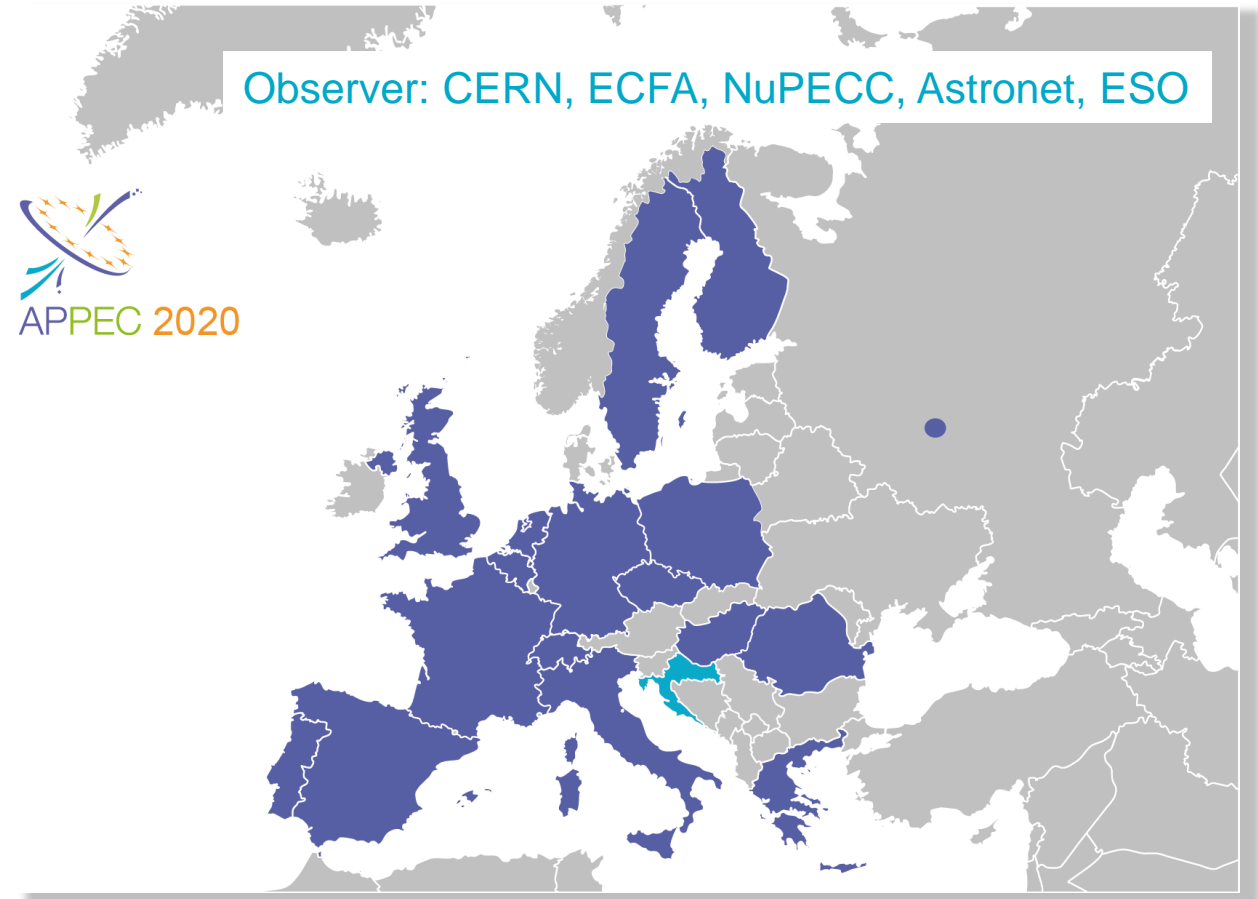 Observer: CERN, ECFA, NuPECC, Astronet, ESO
APPEC 2020